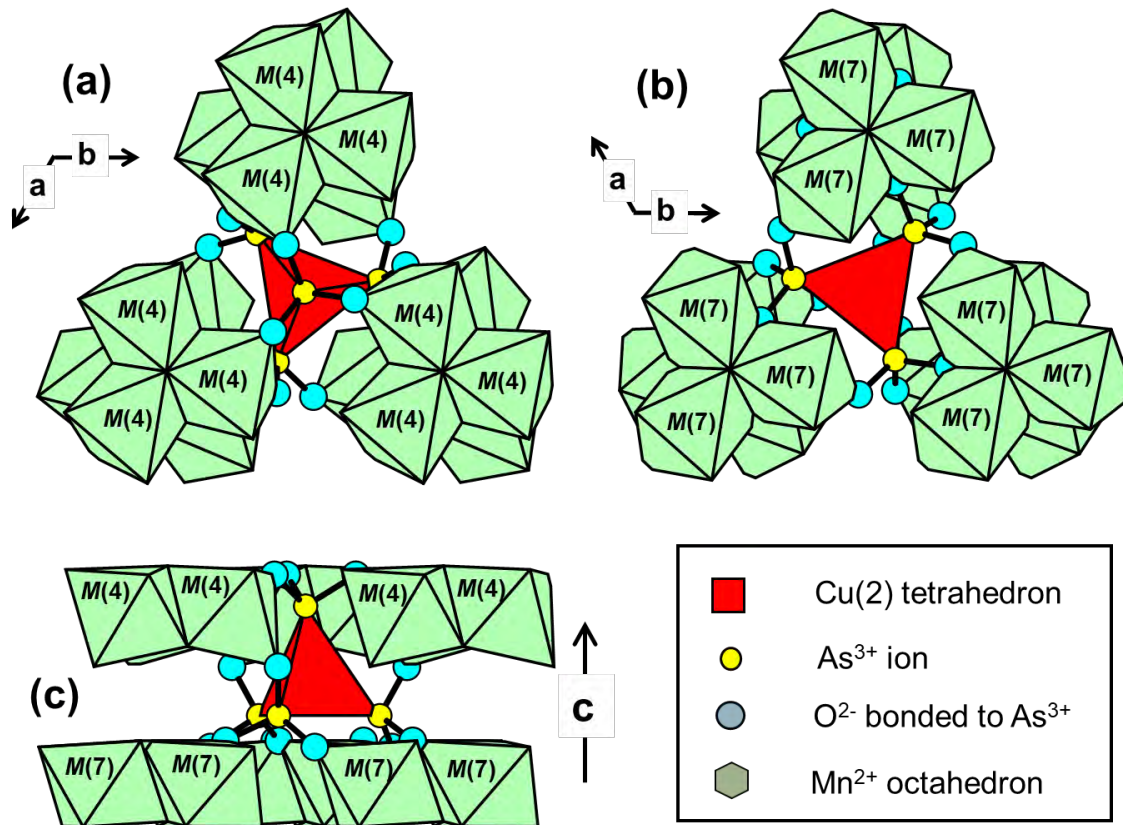 (a)
b
a
M(4)
M(4)
M(4)
M(4)
M(4)
M(4)
M(4)
M(4)
M(4)
(b)
a
b
M(7)
M(7)
M(7)
M(7)
M(7)
M(7)
M(7)
M(7)
M(7)
(c)
M(4)
M(4)
M(4)
M(4)
M(7)
M(7)
M(7)
M(7)
c
Cu(2) tetrahedron
As³⁺ ion
O²⁻ bonded to As³⁺
Mn²⁺ octahedron